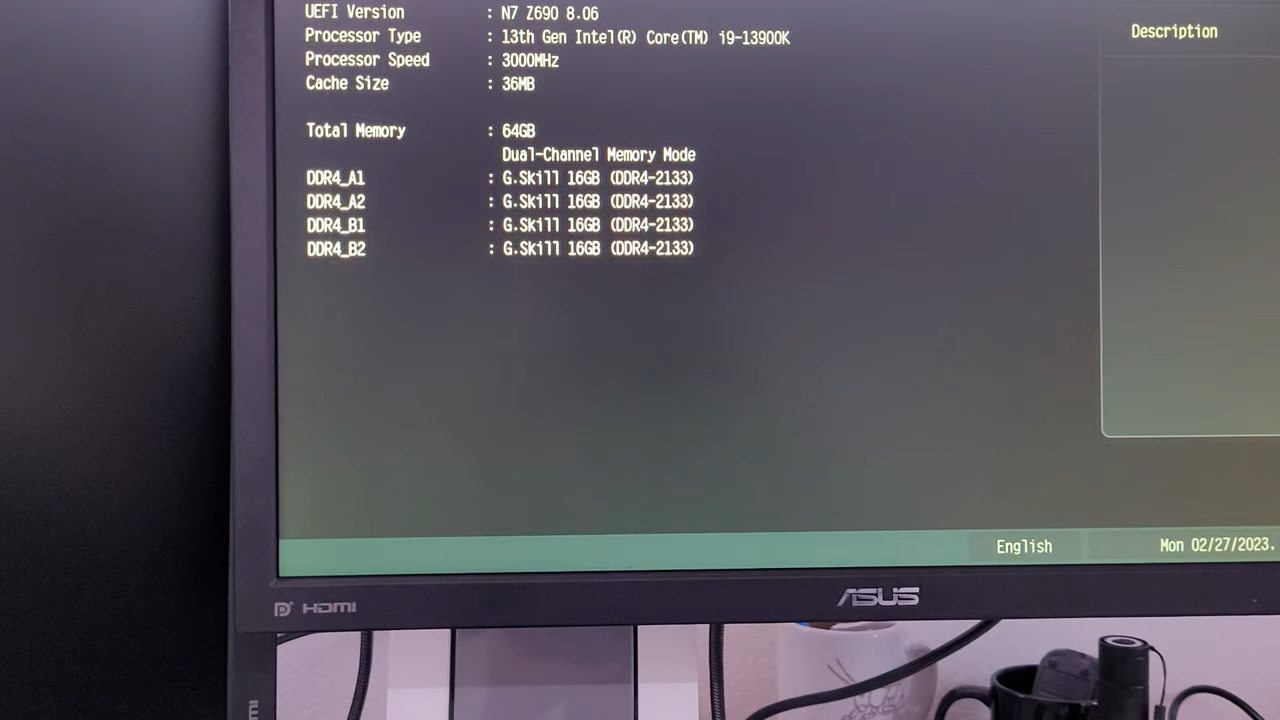 UEFI Version : N7 Z690 8.06
Processor Type : 13th Gen Intel(R) Core(TM) i9-13900K
Processor Speed : 3000MHz
Cache Size : 36MB
Total Memory : 64GB
Dual-Channel Memory Mode
DDR4_A1 : G.Skill 16GB (DDR4-2133)
DDR4_A2 : G.Skill 16GB (DDR4-2133)
DDR4_B1 : G.Skill 16GB (DDR4-2133)
DDR4_B2 : G.Skill 16GB (DDR4-2133)
Description
English
Mon 02/27/2023,
HDMI
ASUS